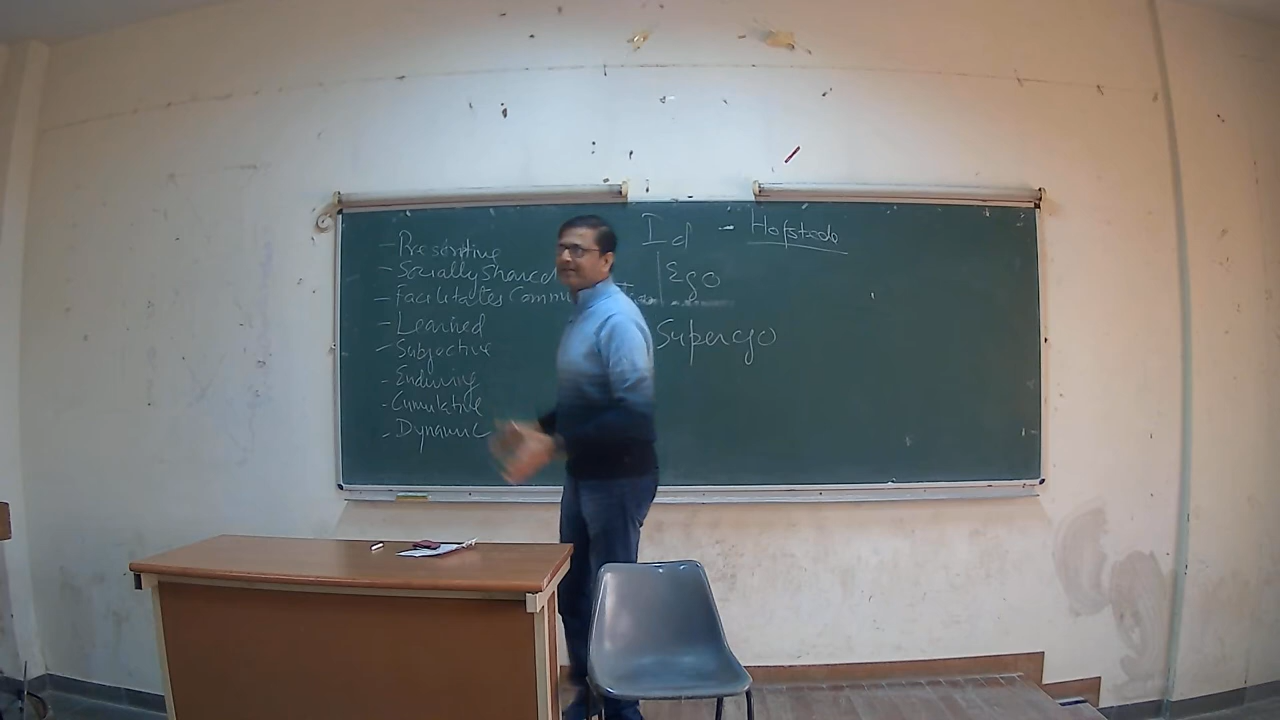 - Prescriptive
- Socially Shared
- Facilitates Commu
- Learned
- Subjective
- Enduring
- Cumulative
- Dynamic
Id - Hofstede
Ego
Superego